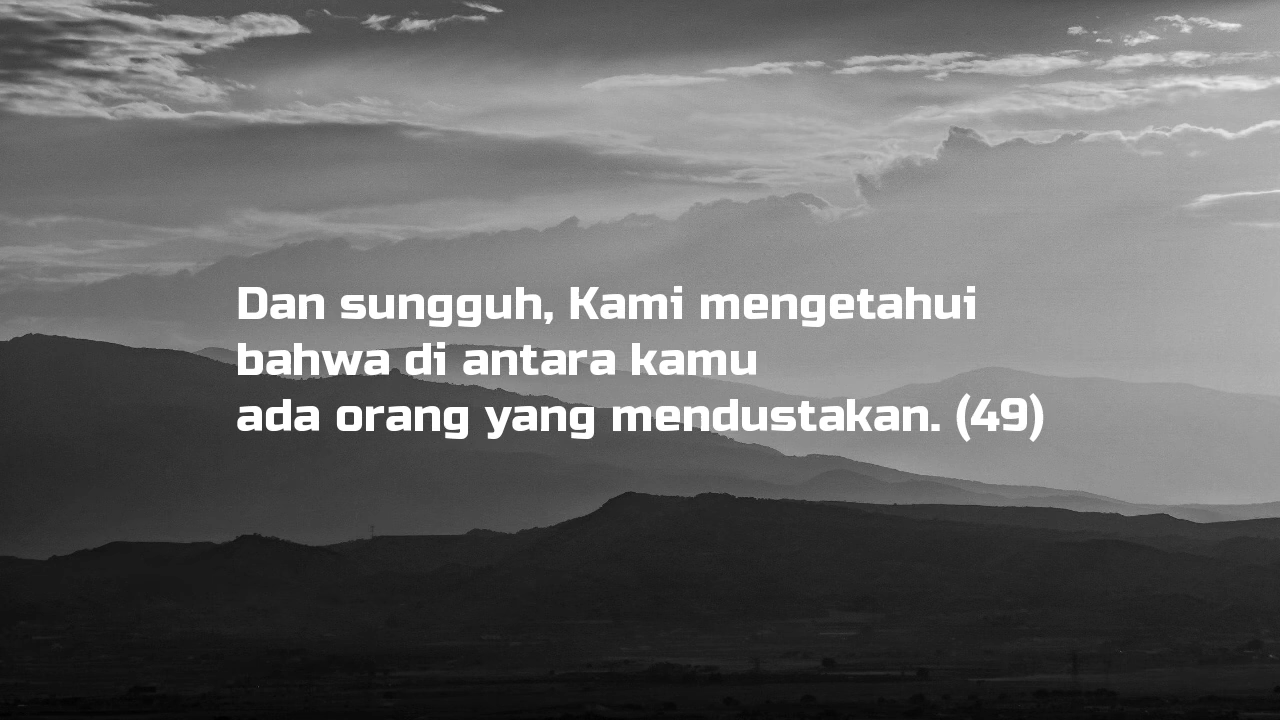 Dan sungguh, Kami mengetahui
bahwa di antara kamu
ada orang yang mendustakan. (49)